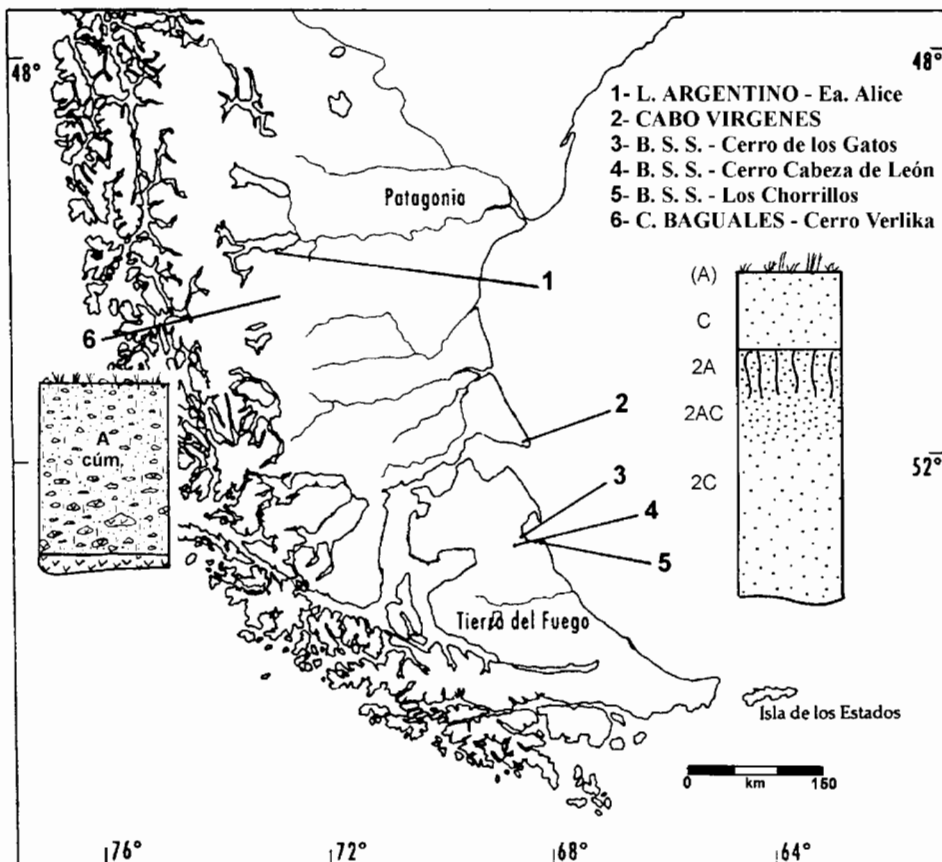 48°
48°
1- L. ARGENTINO - Ea. Alice
2- CABO VIRGENES
3- B. S. S. - Cerro de los Gatos
4- B. S. S. - Cerro Cabeza de León
5- B. S. S. - Los Chorrillos
6- C. BAGUALES - Cerro Verlika
Patagonia
(A)
C
2A
2AC
2C
1
6
2
A
cúm.
52°
3
4
5
Tierra del Fuego
Isla de los Estados
0 km 150
76°
72°
68°
64°